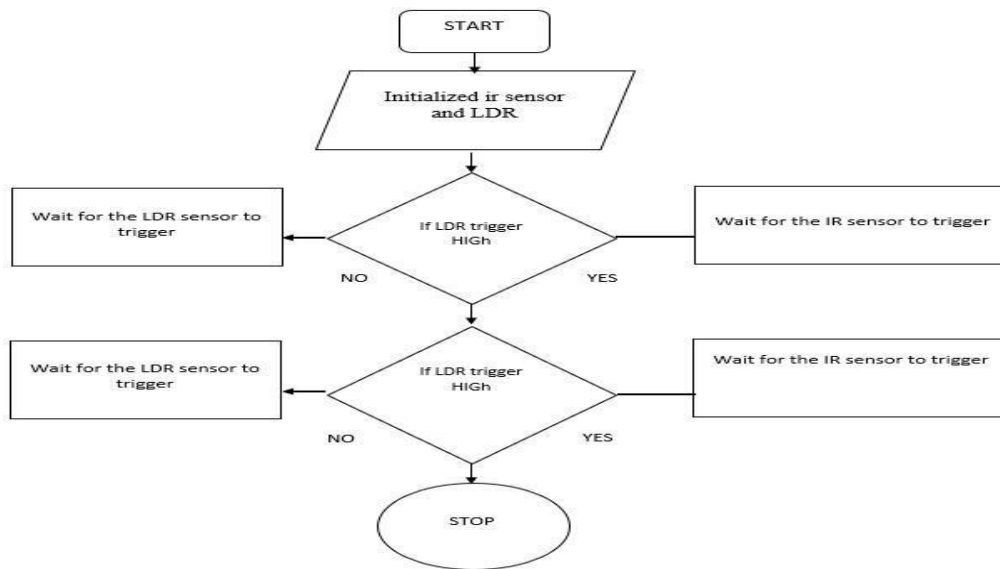 START
Initialized ir sensor
and LDR
Wait for the LDR sensor to
trigger
If LDR trigger
HIGh
Wait for the IR sensor to trigger
NO
YES
Wait for the LDR sensor to
trigger
If LDR trigger
HIGh
Wait for the IR sensor to trigger
NO
YES
STOP